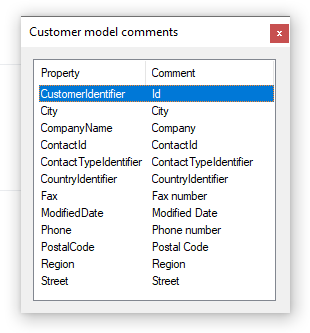 Customer model comments
x
Property Comment
CustomerIdentifier Id
City City
CompanyName Company
ContactId ContactId
ContactTypeIdentifier ContactTypeIdentifier
CountryIdentifier CountryIdentifier
Fax Fax number
ModifiedDate Modified Date
Phone Phone number
PostalCode Postal Code
Region Region
Street Street